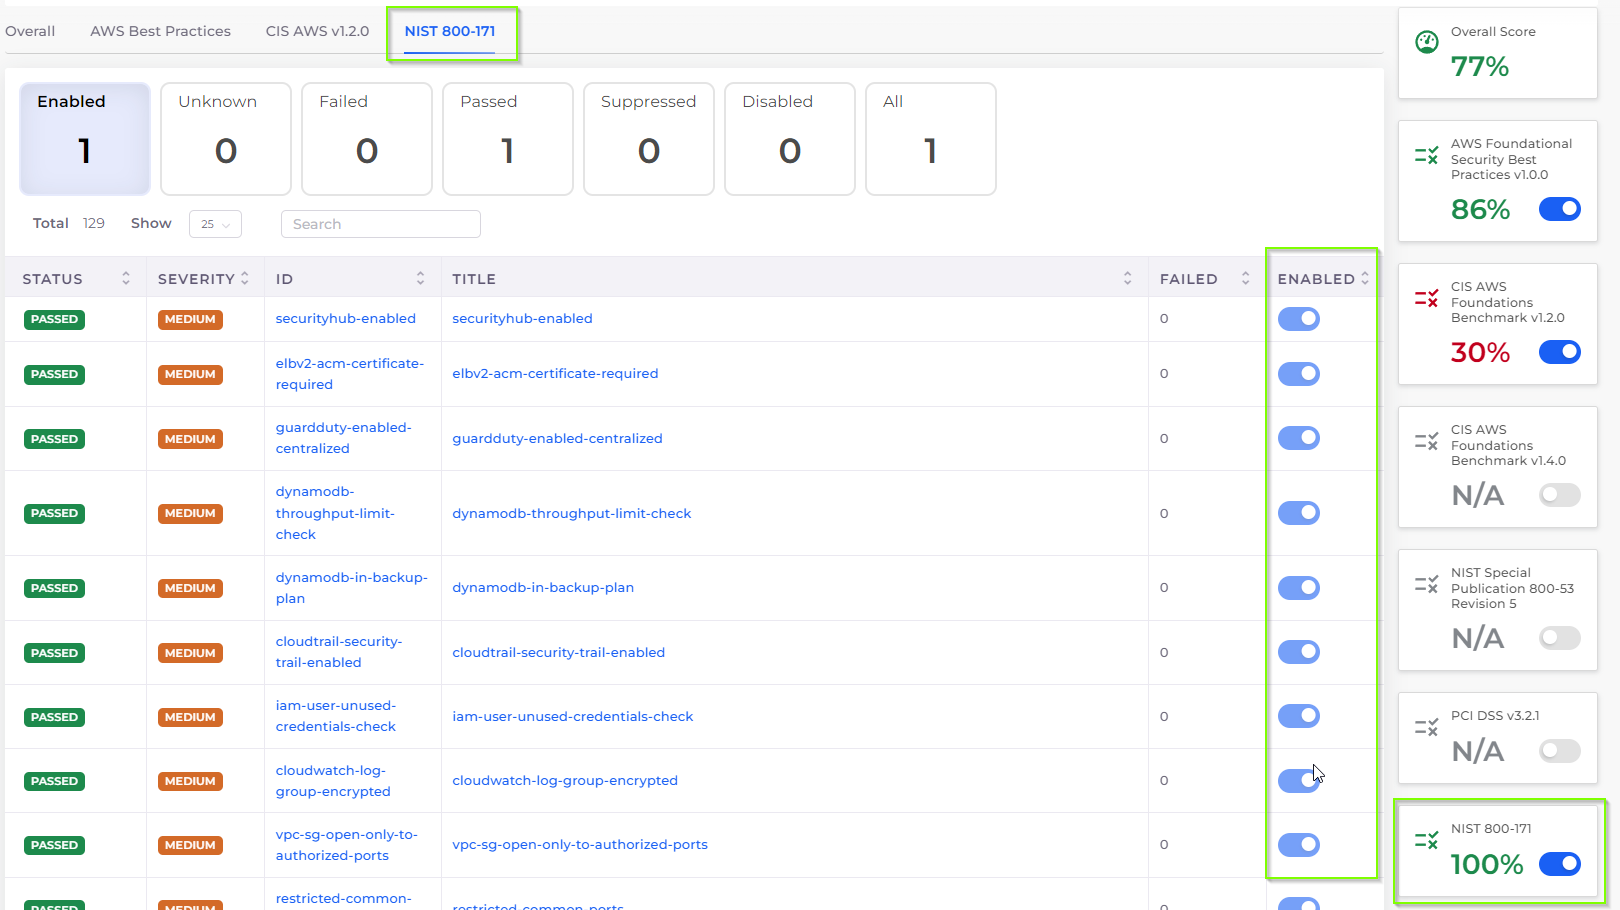 Overall AWS Best Practices CIS AWS v1.2.0 NIST 800-171
Enabled Unknown Failed Passed Suppressed Disabled All
1 0 0 1 0 0 1
Total 129 Show 25 Search
STATUS SEVERITY ID TITLE FAILED ENABLED
PASSED MEDIUM securityhub-enabled securityhub-enabled 0
PASSED MEDIUM elbv2-acm-certificate-
required elbv2-acm-certificate-required 0
PASSED MEDIUM guardduty-enabled-
centralized guardduty-enabled-centralized 0
PASSED MEDIUM dynamodb-
throughput-limit-
check dynamodb-throughput-limit-check 0
PASSED MEDIUM dynamodb-in-backup-
plan dynamodb-in-backup-plan 0
PASSED MEDIUM cloudtrail-security-
trail-enabled cloudtrail-security-trail-enabled 0
PASSED MEDIUM iam-user-unused-
credentials-check iam-user-unused-credentials-check 0
PASSED MEDIUM cloudwatch-log-
group-encrypted cloudwatch-log-group-encrypted 0
PASSED MEDIUM vpc-sg-open-only-to-
authorized-ports vpc-sg-open-only-to-authorized-ports 0
PASSED MEDIUM restricted-common-
restricted-common-ports 0
Overall Score
77%
AWS Foundational
Security Best
Practices v1.0.0
86%
CIS AWS
Foundations
Benchmark v1.2.0
30%
CIS AWS
Foundations
Benchmark v1.4.0
N/A
NIST Special
Publication 800-53
Revision 5
N/A
PCI DSS v3.2.1
N/A
NIST 800-171
100%